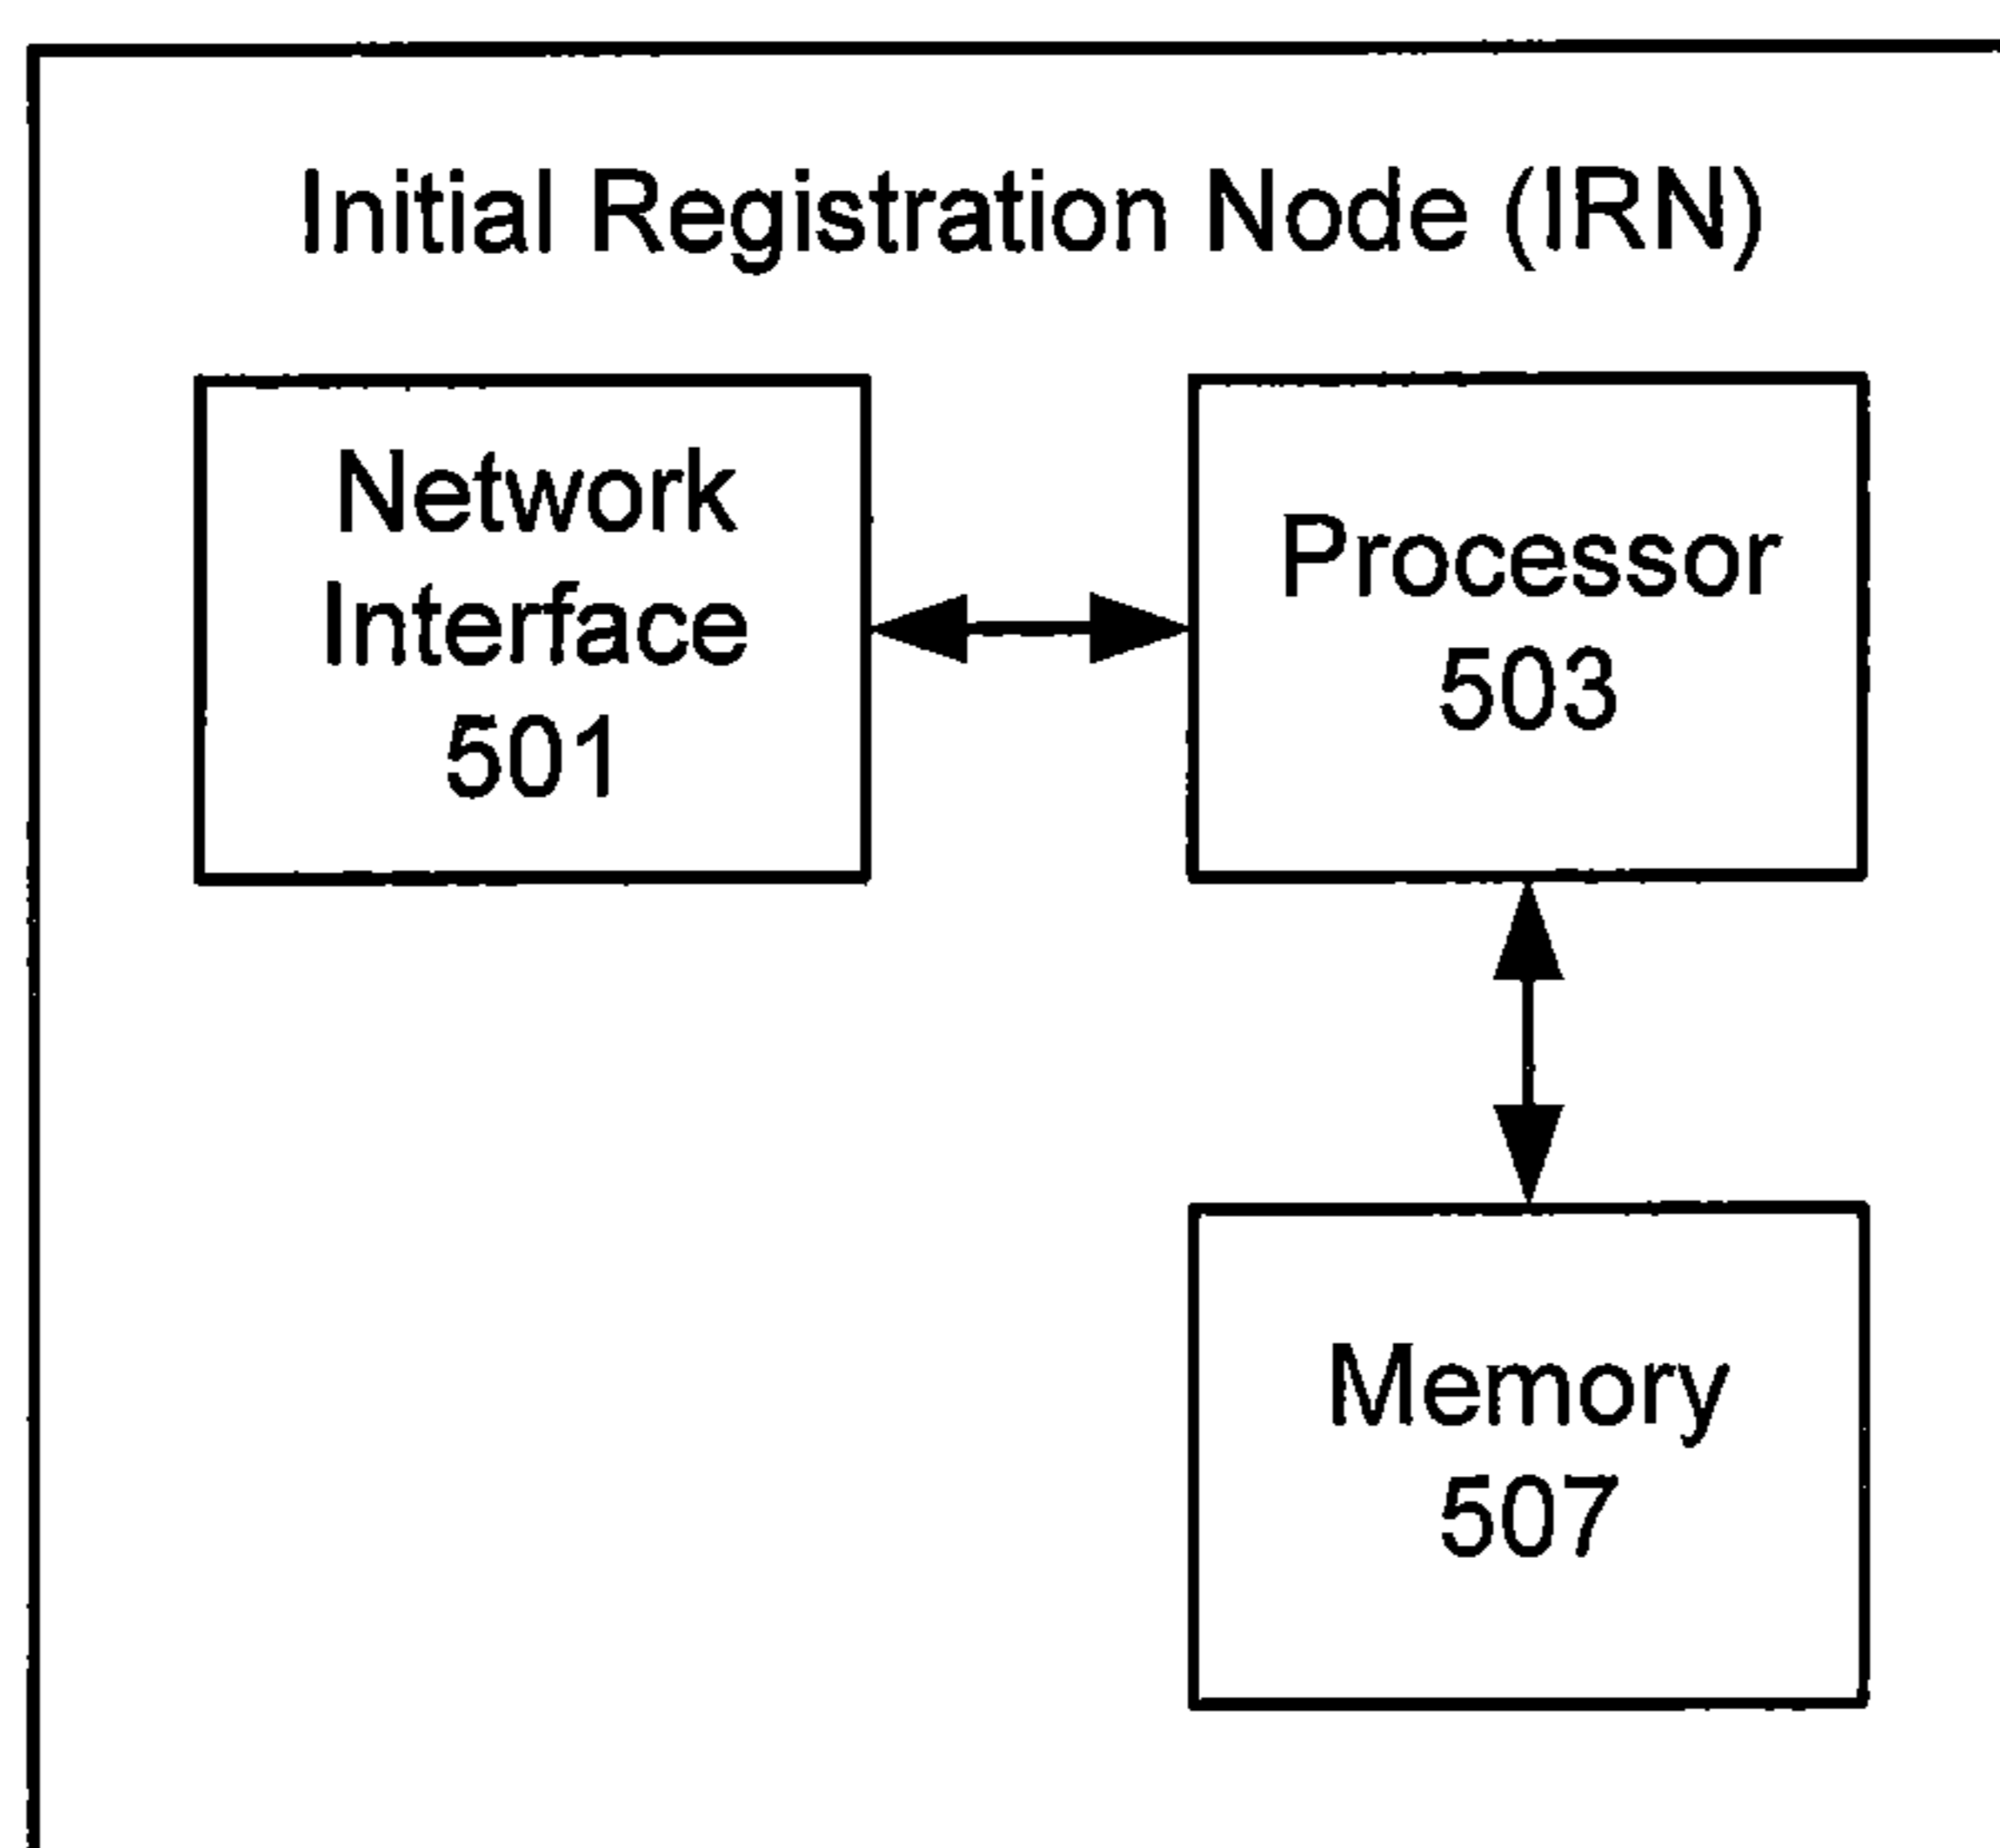 Initial Registration Node (IRN)
Network
Interface
501
Processor
503
Memory
507